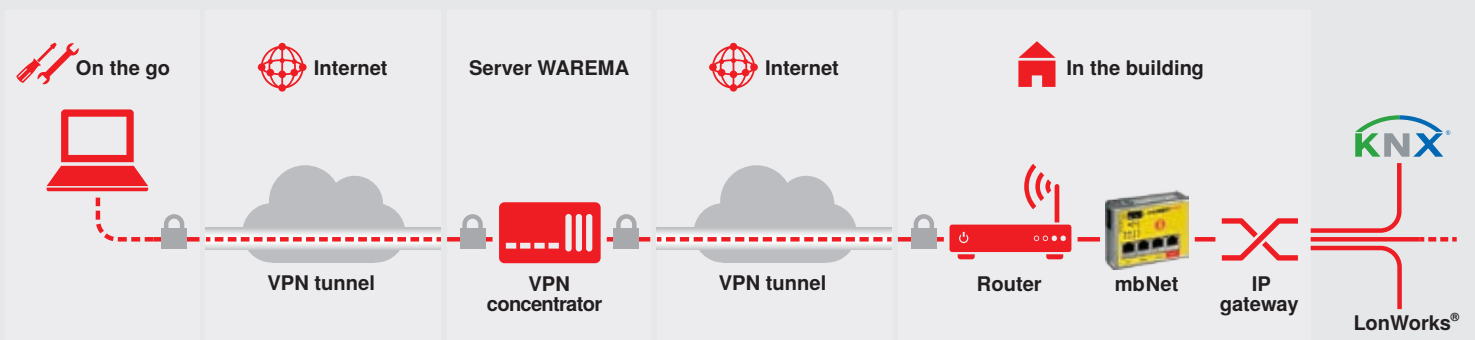 On the go
Internet
Server WAREMA
Internet
In the building
KNX®
VPN tunnel
VPN
concentrator
VPN tunnel
Router
mbNet
IP
gateway
LonWorks®